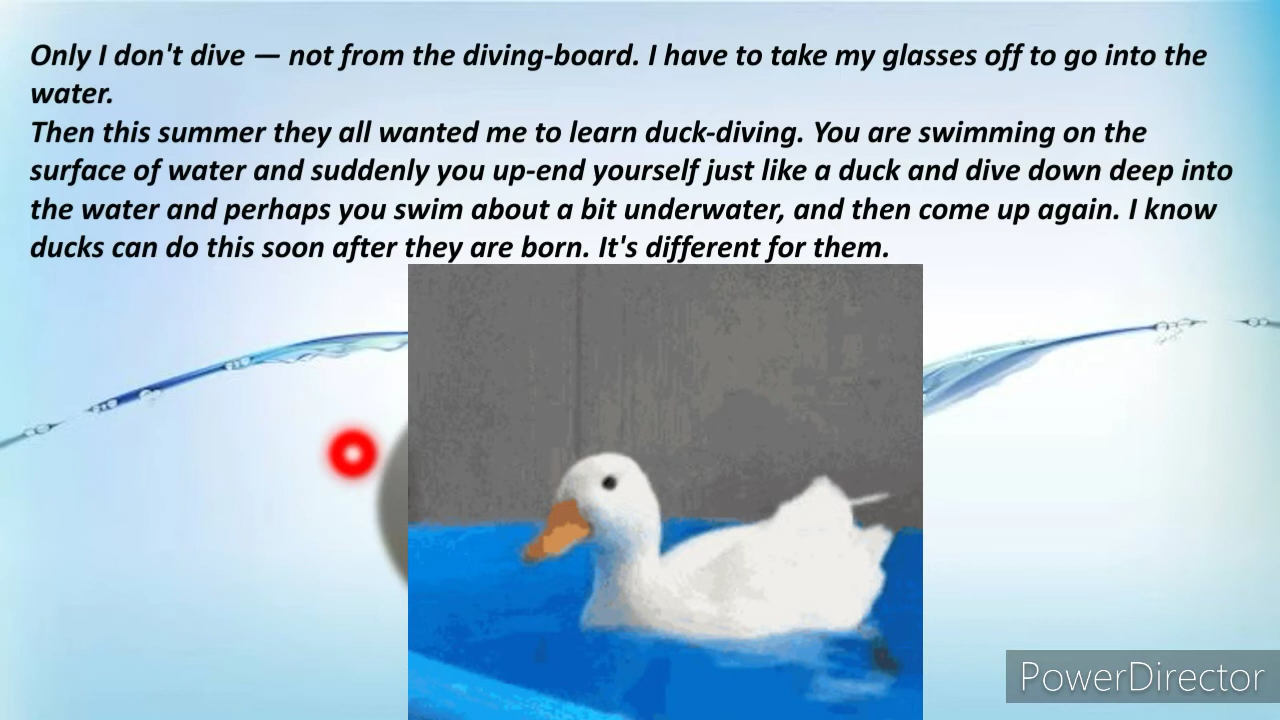 Only I don't dive — not from the diving-board. I have to take my glasses off to go into the
water.
Then this summer they all wanted me to learn duck-diving. You are swimming on the
surface of water and suddenly you up-end yourself just like a duck and dive down deep into
the water and perhaps you swim about a bit underwater, and then come up again. I know
ducks can do this soon after they are born. It's different for them.
PowerDirector